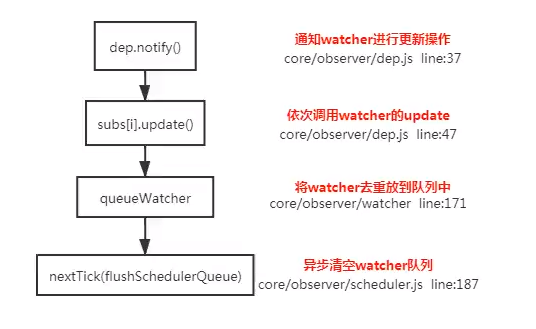 dep.notify()
通知watcher进行更新操作
core/observer/dep.js line:37
subs[i].update()
依次调用watcher的update
core/observer/dep.js line:47
queueWatcher
将watcher去重放到队列中
core/observer/watcher line:171
nextTick(flushSchedulerQueue)
异步清空watcher队列
core/observer/scheduler.js line:187